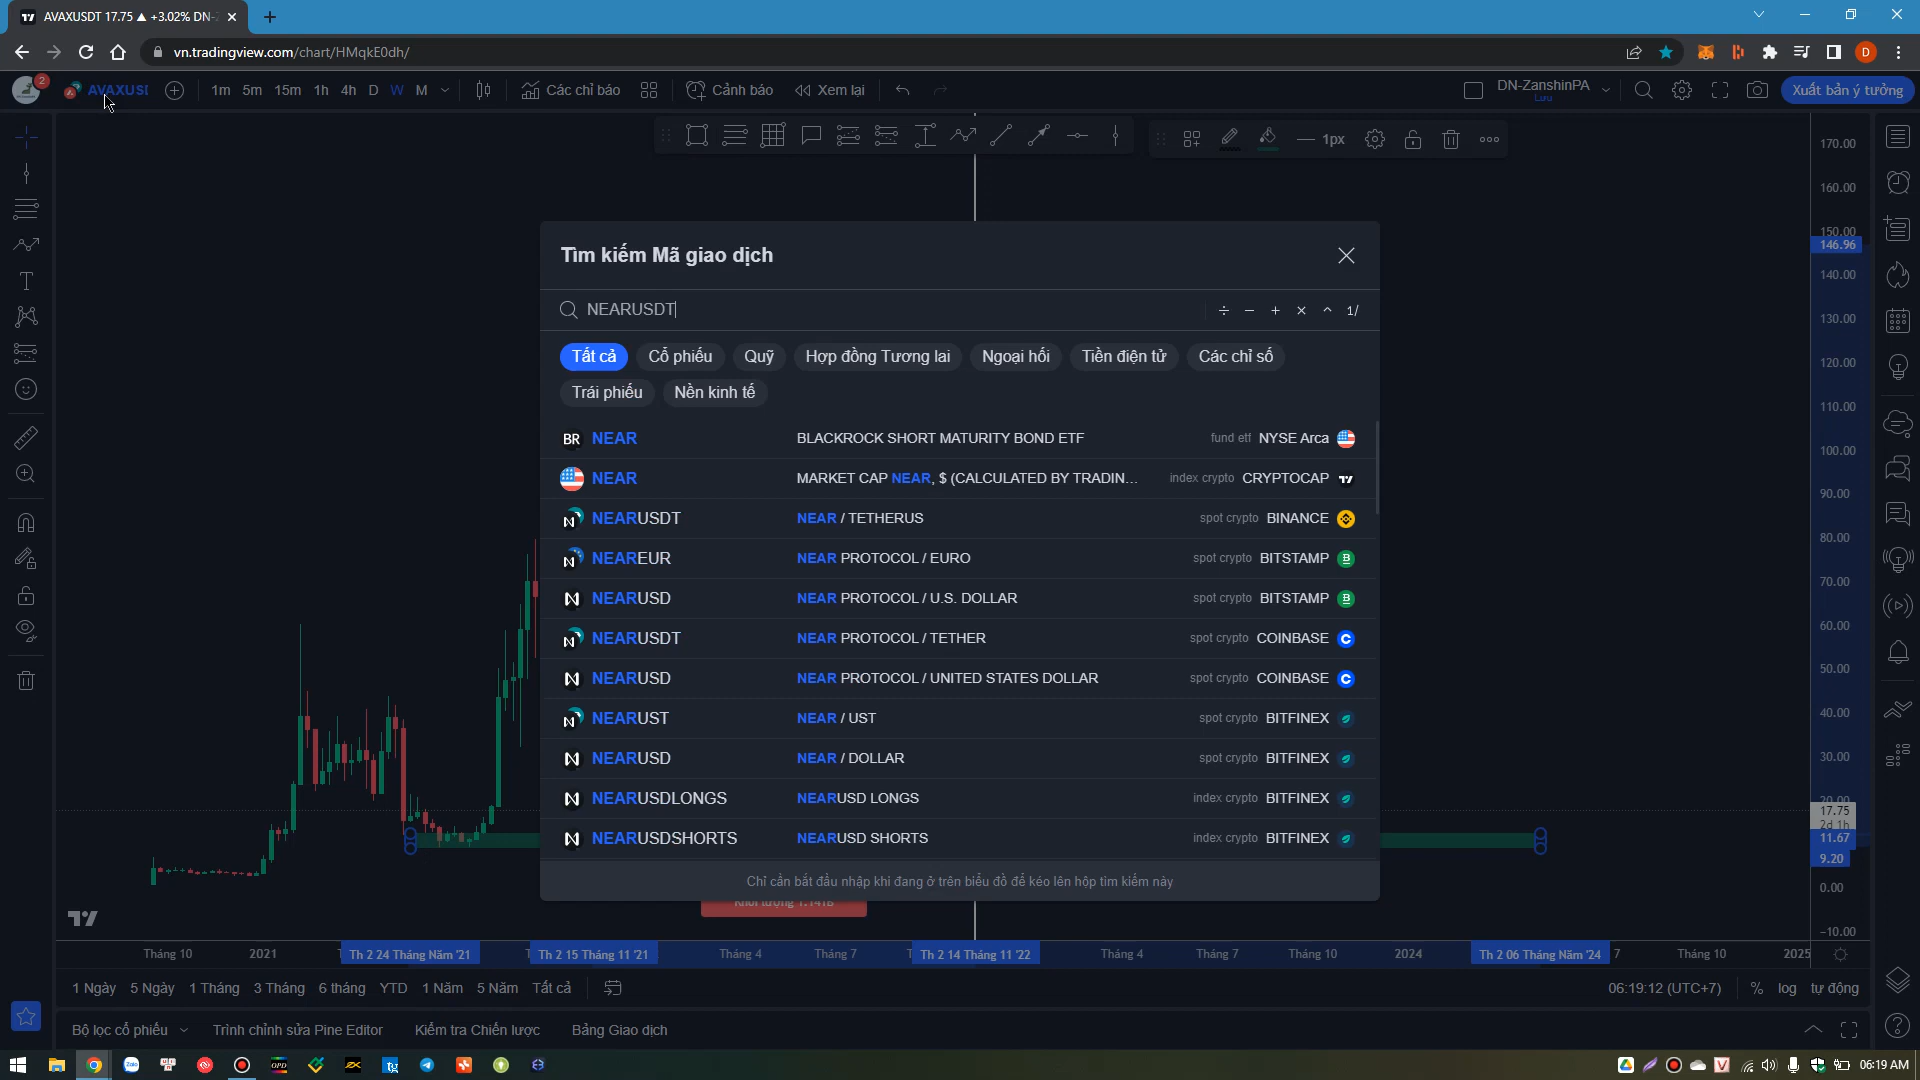 AVAXUSDT 17.75 ▲ +3.02% DN-
vn.tradingview.com/chart/HMqkE0dh/
2
AVAXUSI
1m 5m 15m 1h 4h D W M
Các chỉ báo
Cảnh báo
Xem lại
DN-ZanshinPA
Lưu
Xuất bản ý tưởng
1px
Tìm kiếm Mã giao dịch
NEARUSDT
÷ − + × ^ 1/
Tất cả Cổ phiếu Quỹ Hợp đồng Tương lai Ngoại hối Tiền điện tử Các chỉ số
Trái phiếu Nền kinh tế
BR NEAR BLACKROCK SHORT MATURITY BOND ETF fund etf NYSE Arca
NEAR MARKET CAP NEAR, $ (CALCULATED BY TRADIN... index crypto CRYPTOCAP
NEARUSDT NEAR / TETHERUS spot crypto BINANCE
NEAREUR NEAR PROTOCOL / EURO spot crypto BITSTAMP
NEARUSD NEAR PROTOCOL / U.S. DOLLAR spot crypto BITSTAMP
NEARUSDT NEAR PROTOCOL / TETHER spot crypto COINBASE
NEARUSD NEAR PROTOCOL / UNITED STATES DOLLAR spot crypto COINBASE
NEARUST NEAR / UST spot crypto BITFINEX
NEARUSD NEAR / DOLLAR spot crypto BITFINEX
NEARUSDLONGS NEARUSD LONGS index crypto BITFINEX
NEARUSDSHORTS NEARUSD SHORTS index crypto BITFINEX
Chỉ cần bắt đầu nhập khi đang ở trên biểu đồ để kéo lên hộp tìm kiếm này
170.00
160.00
150.00
146.96
140.00
130.00
120.00
110.00
100.00
90.00
80.00
70.00
60.00
50.00
40.00
30.00
20.00
17.75
2d 1h
11.67
9.20
0.00
−10.00
Khối lượng 1.141B
Tháng 10 2021 Th 2 24 Tháng Năm '21 Th 2 15 Tháng 11 '21 Tháng 4 Tháng 7 Th 2 14 Tháng 11 '22 Tháng 4 Tháng 7 Tháng 10 2024 Th 2 06 Tháng Năm '24 7 Tháng 10 2025
1 Ngày 5 Ngày 1 Tháng 3 Tháng 6 tháng YTD 1 Năm 5 Năm Tất cả
06:19:12 (UTC+7) % log tự động
Bộ lọc cổ phiếu Trình chỉnh sửa Pine Editor Kiểm tra Chiến lược Bảng Giao dịch
06:19 AM